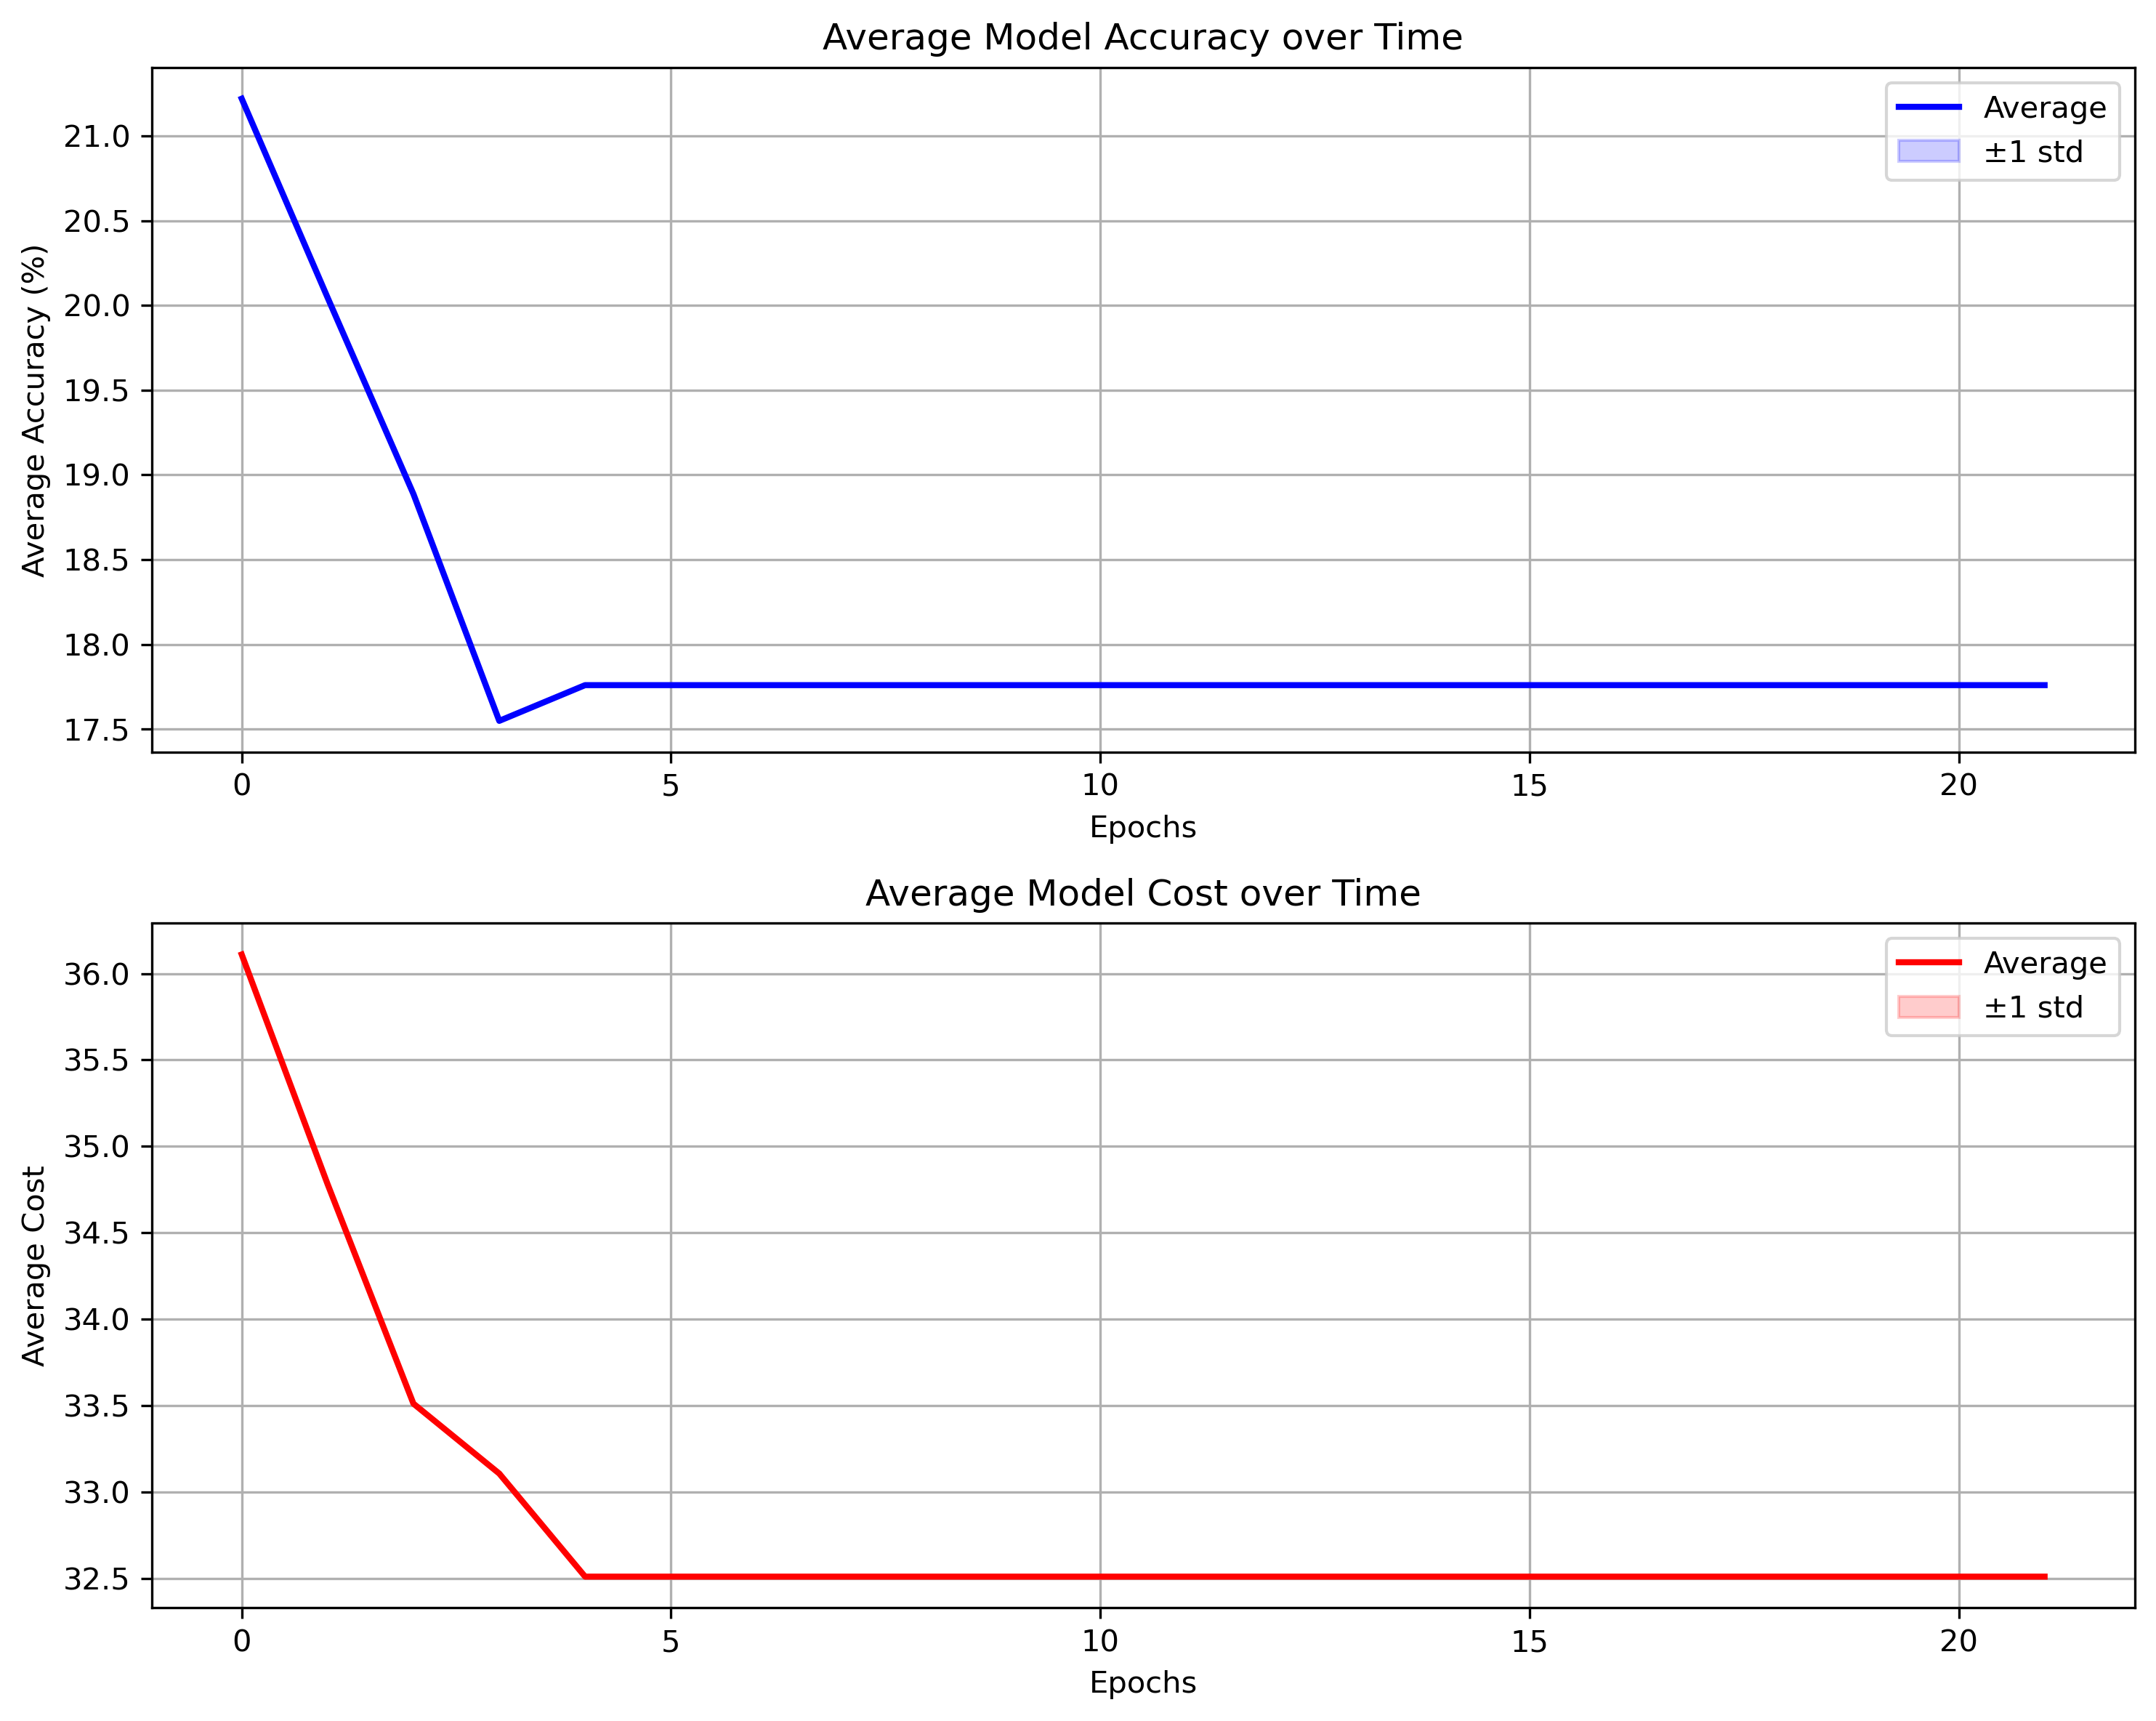 Average Model Accuracy over Time
Average
±1 std
Average Accuracy (%)
21.0
20.5
20.0
19.5
19.0
18.5
18.0
17.5
0 5 10 15 20
Epochs
Average Model Cost over Time
Average
±1 std
Average Cost
36.0
35.5
35.0
34.5
34.0
33.5
33.0
32.5
0 5 10 15 20
Epochs